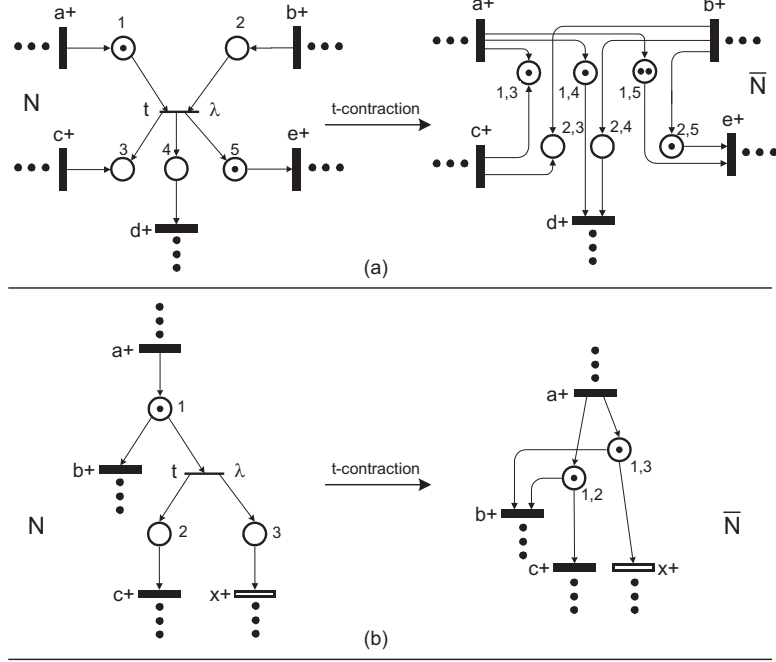 a+ 1 2 b+ a+ b+
N N̅
t λ t-contraction 1,3 1,4 1,5
c+ 3 4 5 e+ c+ 2,3 2,4 2,5 e+
d+ d+
(a)
a+
1 a+
b+ t λ t-contraction 1,3
1,2
N 2 3 b+ N̅
c+ x+ c+ x+
(b)